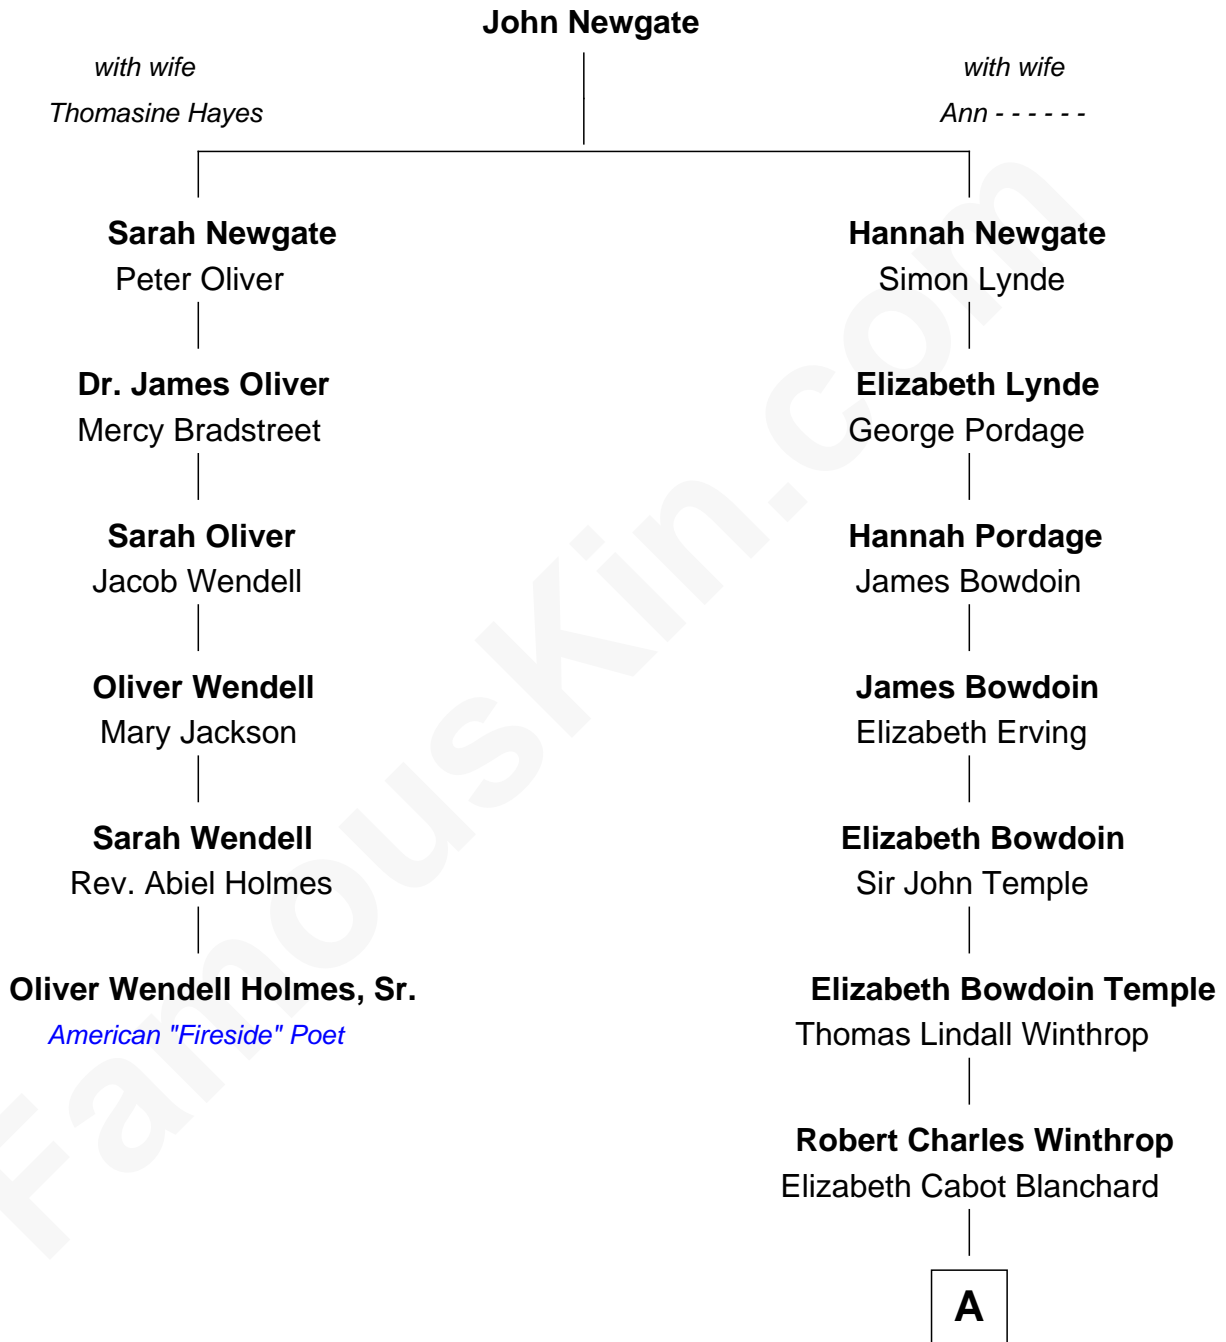 John Newgate
with wife
with wife
Thomasine Hayes
Ann - - - - - -
Sarah Newgate
Hannah Newgate
Peter Oliver
Simon Lynde
Dr. James Oliver
Elizabeth Lynde
Mercy Bradstreet
George Pordage
Sarah Oliver
Hannah Pordage
Jacob Wendell
James Bowdoin
Oliver Wendell
James Bowdoin
Mary Jackson
Elizabeth Erving
Sarah Wendell
Elizabeth Bowdoin
Rev. Abiel Holmes
Sir John Temple
Oliver Wendell Holmes, Sr.
Elizabeth Bowdoin Temple
American "Fireside" Poet
Thomas Lindall Winthrop
Robert Charles Winthrop
Elizabeth Cabot Blanchard
A
FamousKin.com